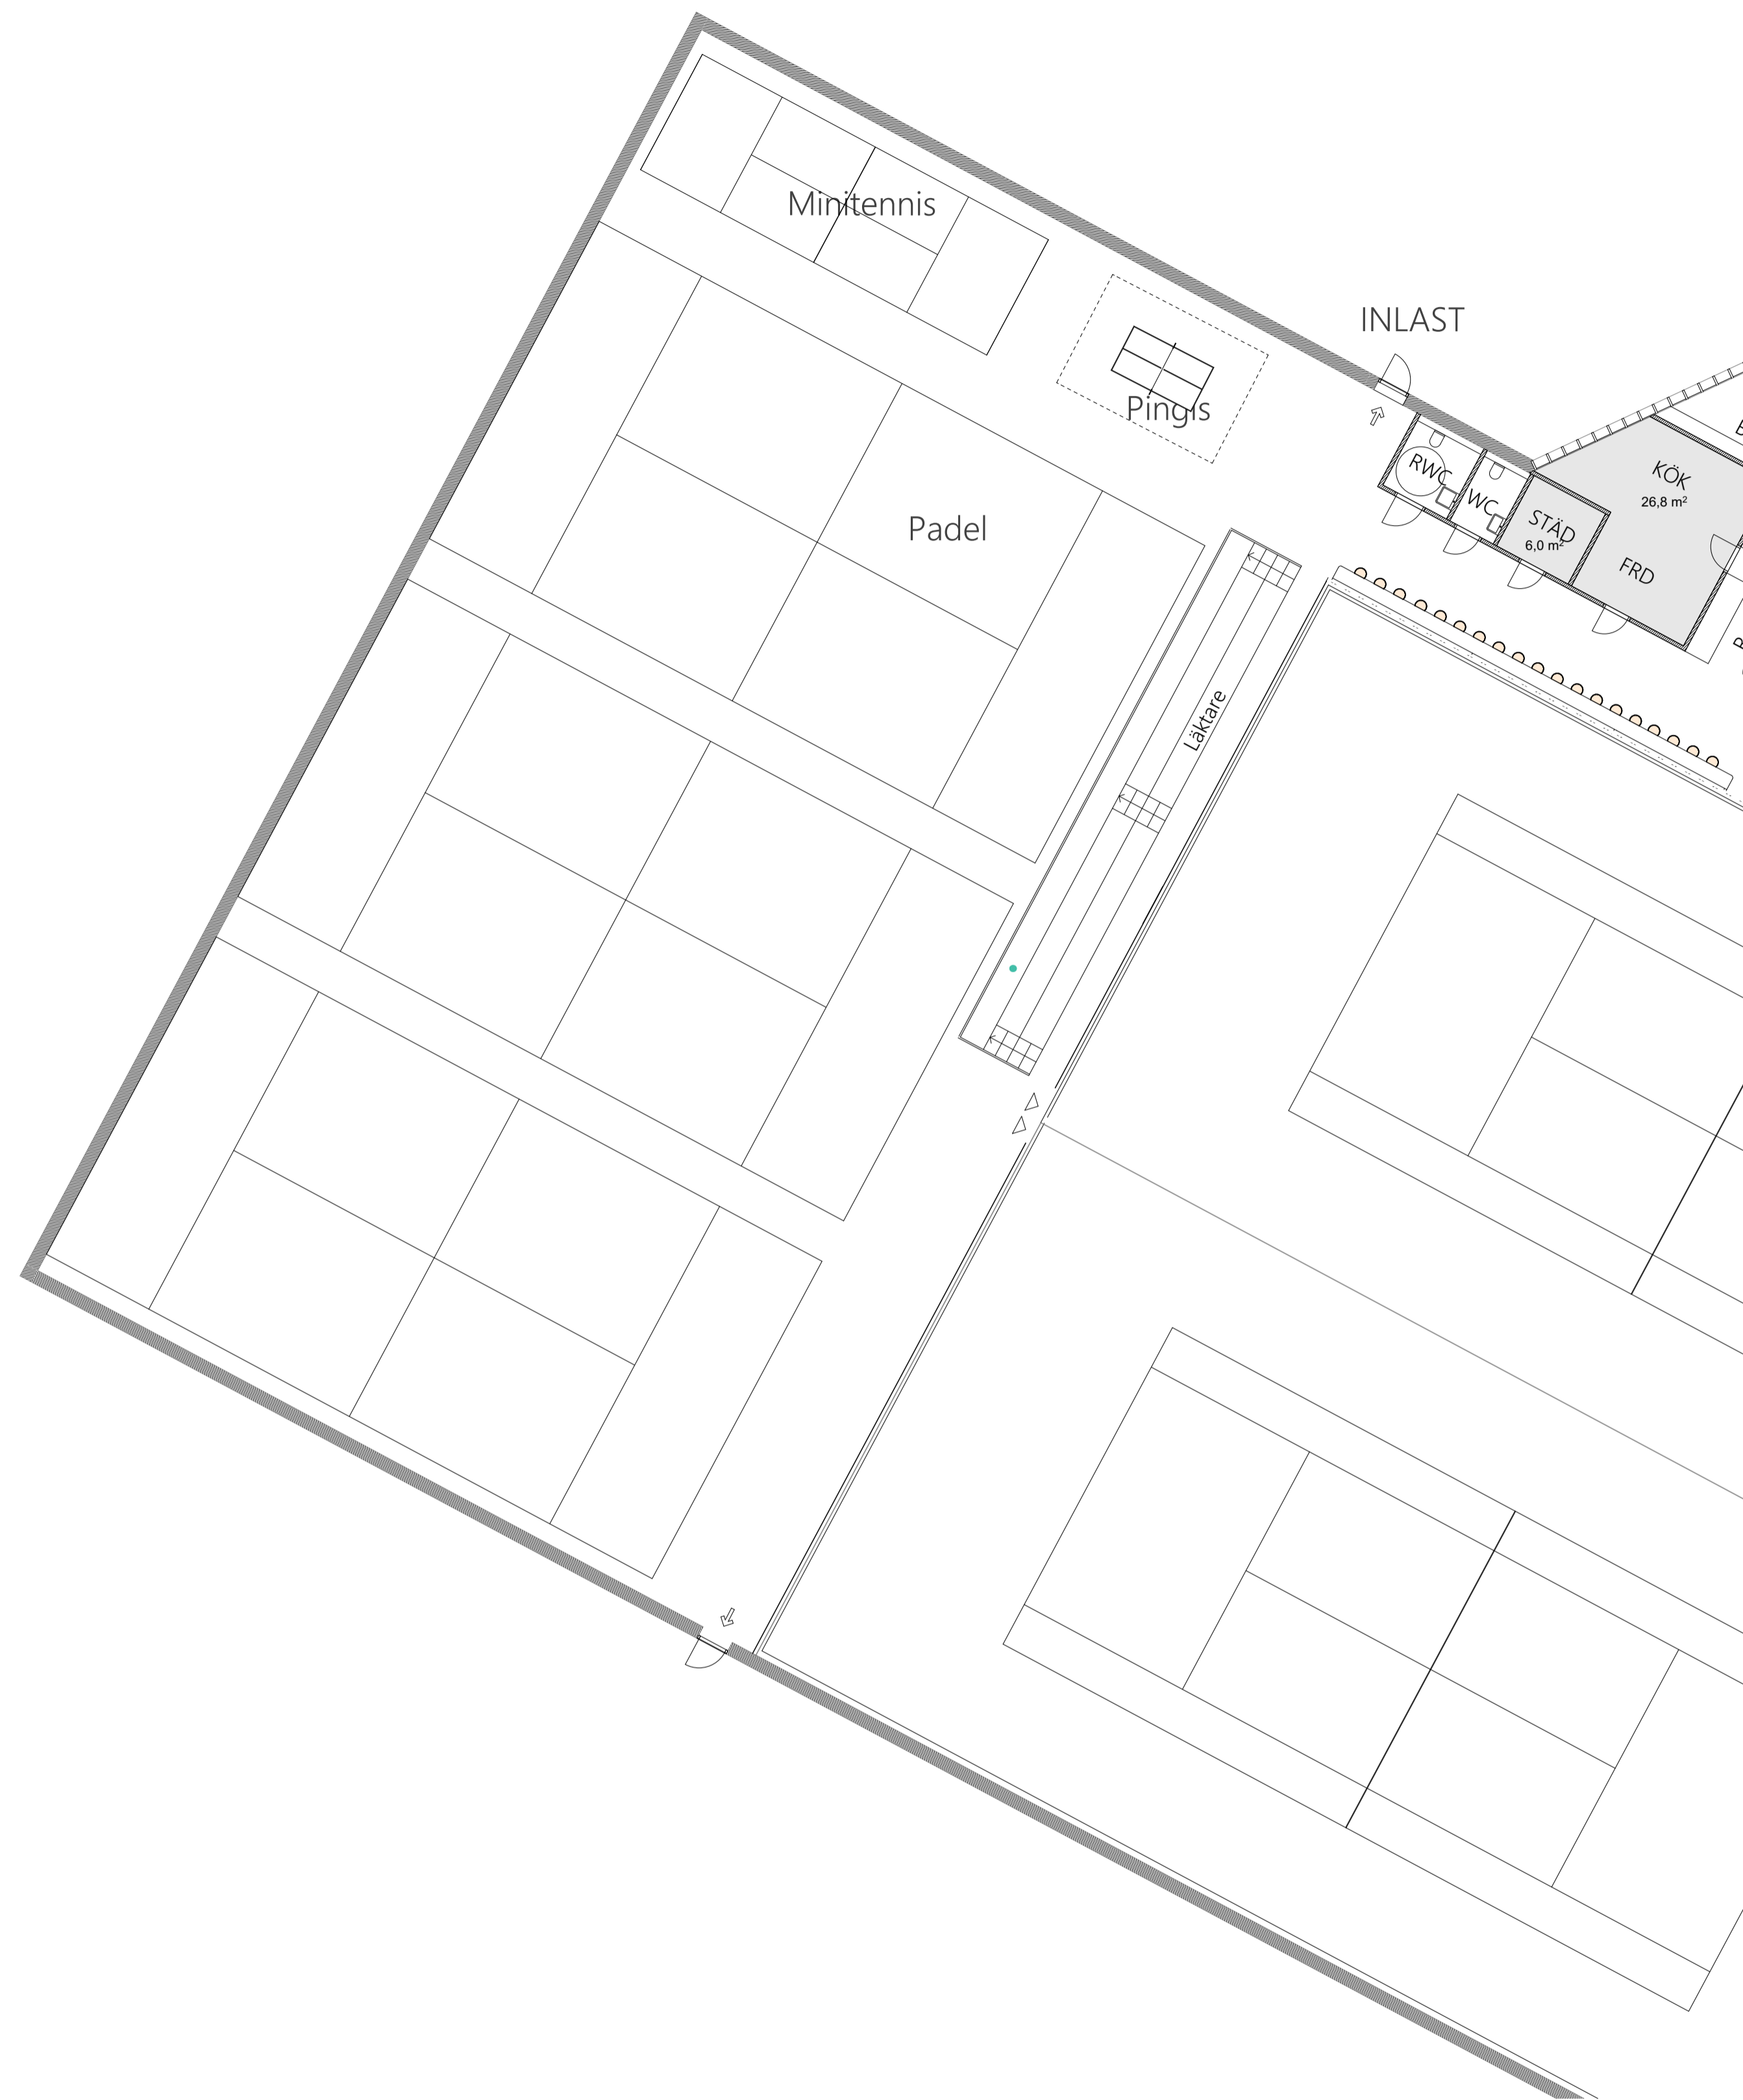 Minitennis
INLAST
Pingis
RWC
WC
KÖK
26,8 m²
STÄD
6,0 m²
FRD
Padel
Läktare